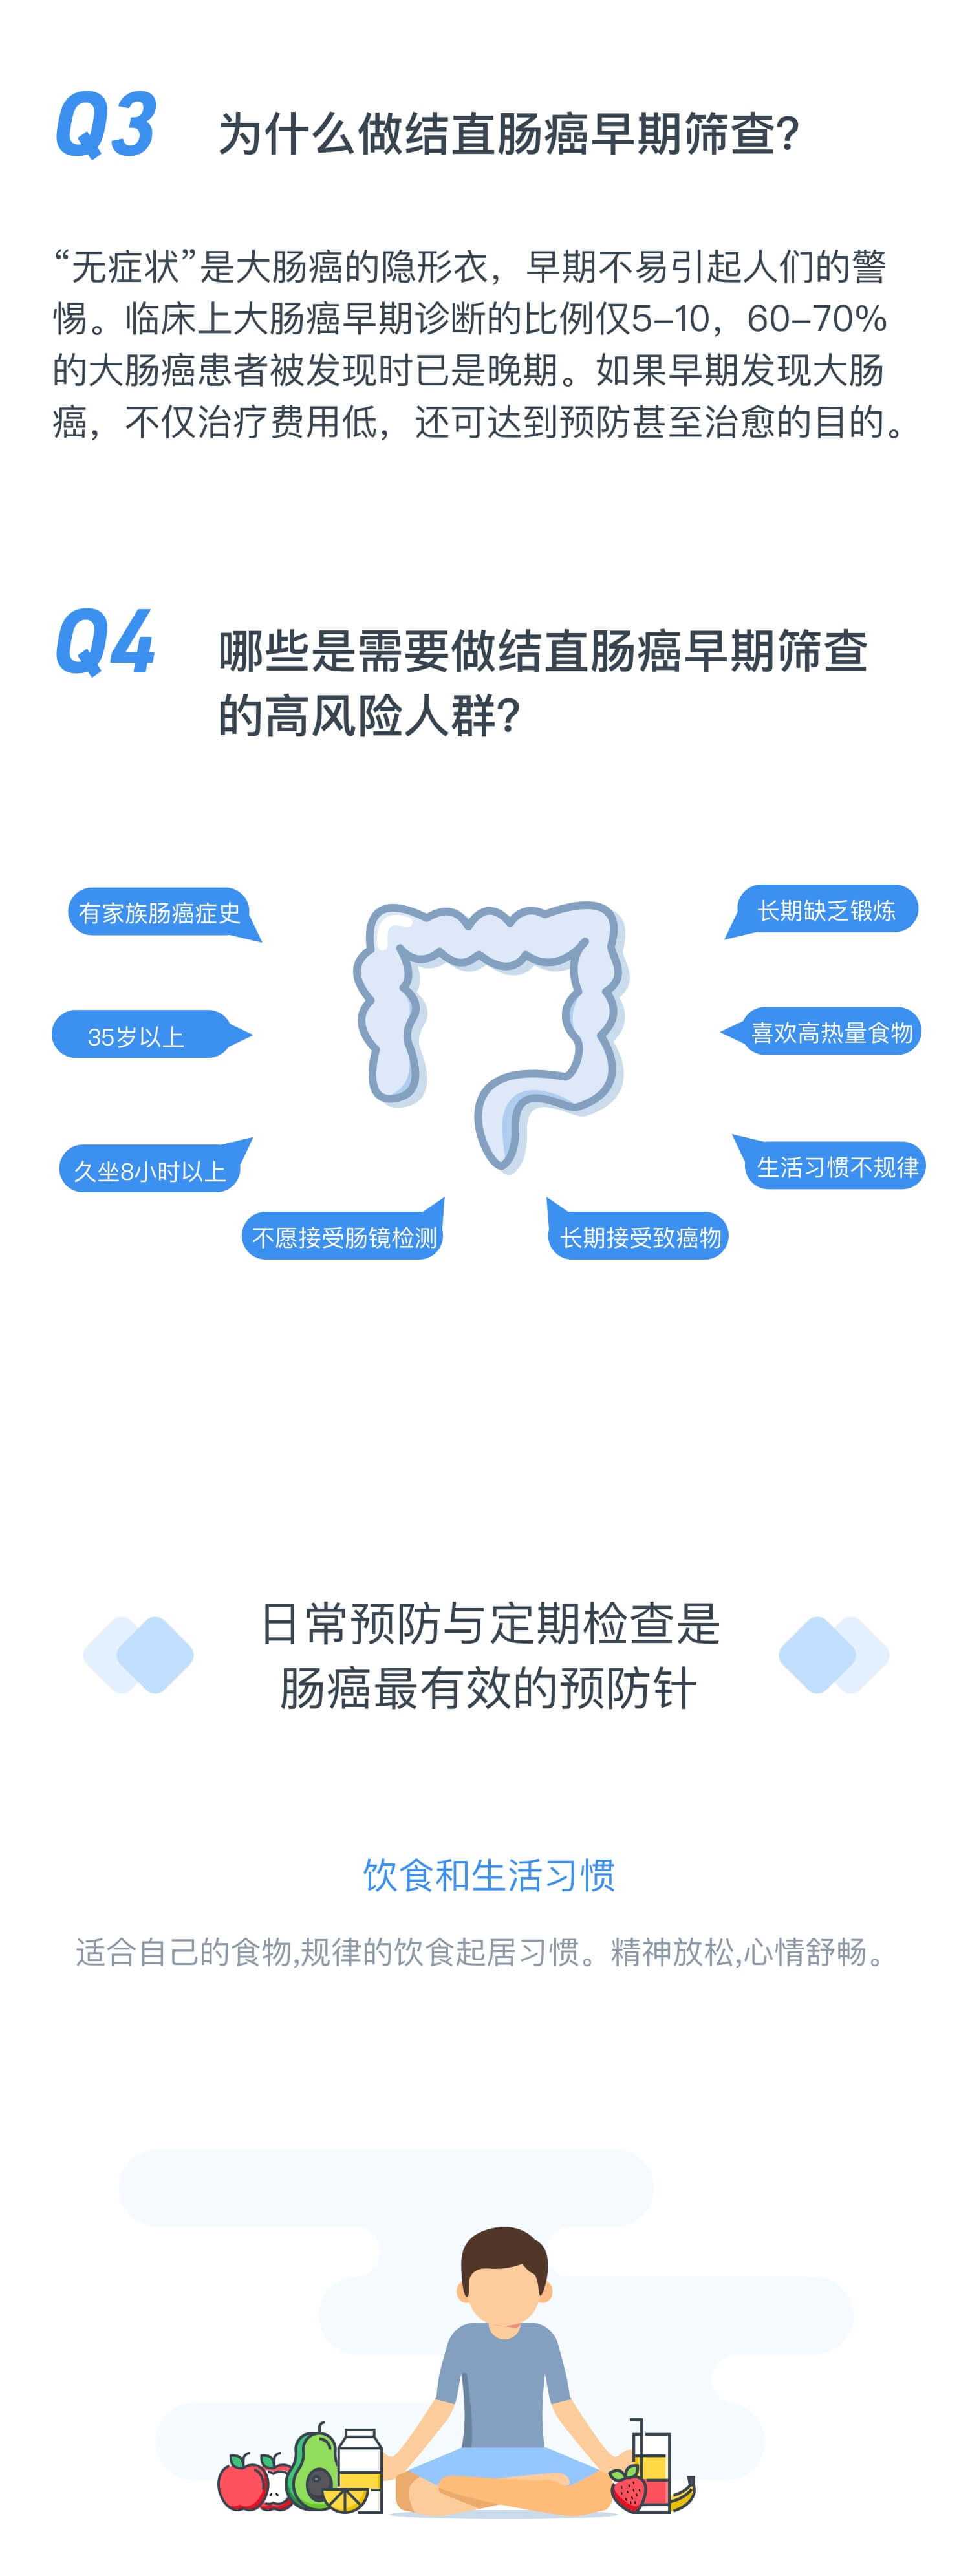 Q3 为什么做结直肠癌早期筛查?
“无症状”是大肠癌的隐形衣，早期不易引起人们的警
惕。临床上大肠癌早期诊断的比例仅5–10，60–70%
的大肠癌患者被发现时已是晚期。如果早期发现大肠
癌，不仅治疗费用低，还可达到预防甚至治愈的目的。
Q4 哪些是需要做结直肠癌早期筛查
的高风险人群?
有家族肠癌症史
长期缺乏锻炼
35岁以上
喜欢高热量食物
久坐8小时以上
生活习惯不规律
不愿接受肠镜检测
长期接受致癌物
日常预防与定期检查是
肠癌最有效的预防针
饮食和生活习惯
适合自己的食物,规律的饮食起居习惯。精神放松,心情舒畅。